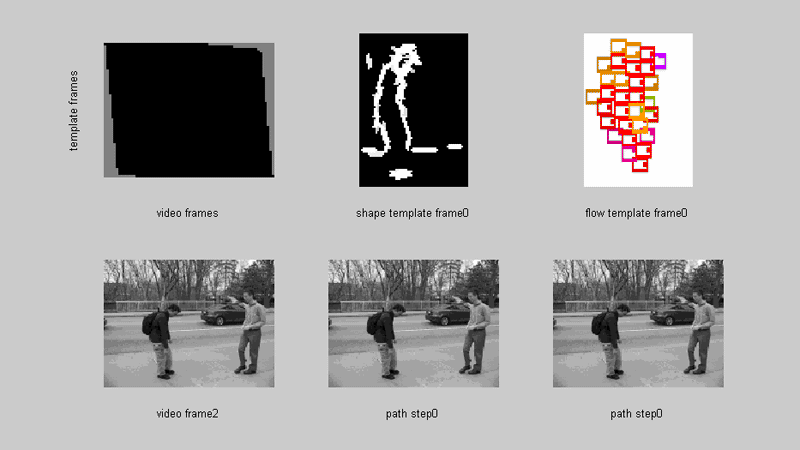 template frames
video frames
shape template frame0
flow template frame0
video frame2
path step0
path step0